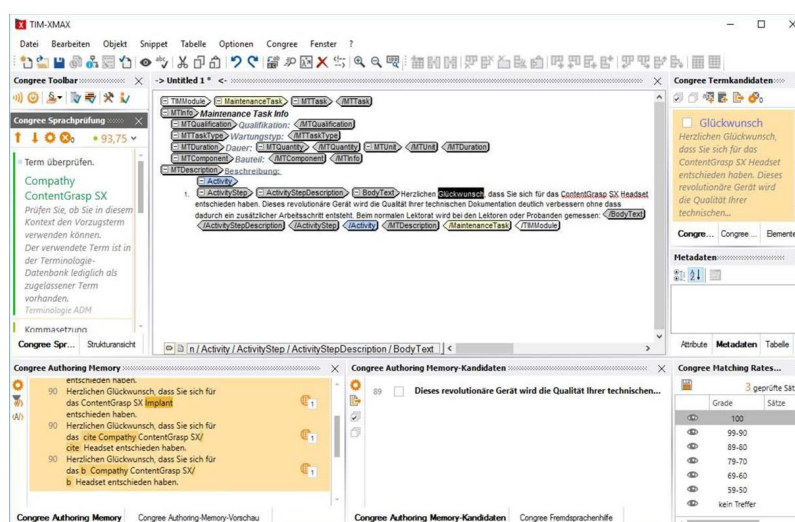 TIM-XMAX
Datei Bearbeiten Objekt Snippet Tabelle Optionen Congree Fenster ?
Congree Toolbar
-> Untitled 1 * <-
Congree Termkandidaten
Congree Sprachprüfung
93,75
Term überprüfen.
Compathy
ContentGrasp SX
Prüfen Sie, ob Sie in diesem
Kontext den Vorzugsterm
verwenden können.
Der verwendete Term ist in
der Terminologie-
Datenbank lediglich als
zugelassener Term
vorhanden.
Terminologie ADM
Kommasetzung
Congree Spr... Strukturansicht
TIMModule MaintenanceTask MTTask /MTTask
MTInfo Maintenance Task Info
MTQualification Qualifikation: /MTQualification
MTTaskType Wartungstyp: /MTTaskType
MTDuration Dauer: MTQuantity /MTQuantity MTUnit /MTUnit /MTDuration
MTComponent Bauteil: /MTComponent /MTInfo
MTDescription Beschreibung:
Activity
1. ActivityStep ActivityStepDescription BodyText Herzlichen Glückwunsch, dass Sie sich für das ContentGrasp SX Headset
entschieden haben. Dieses revolutionäre Gerät wird die Qualität Ihrer technischen Dokumentation deutlich verbessern ohne dass
dadurch ein zusätzlicher Arbeitsschritt entsteht. Beim normalen Lektorat wird bei den Lektoren oder Probanden gemessen: /BodyText
/ActivityStepDescription /ActivityStep /Activity /MTDescription /MaintenanceTask /TIMModule
n / Activity / ActivityStep / ActivityStepDescription / BodyText
Glückwunsch
Herzlichen Glückwunsch,
dass Sie sich für das
ContentGrasp SX Headset
entschieden haben. Dieses
revolutionäre Gerät wird
die Qualität Ihrer
technischen...
Congre... Congree ... Elemente
Metadaten
Attribute Metadaten Tabelle
Congree Authoring Memory
entschieden haben.
90 Herzlichen Glückwunsch, dass Sie sich für
das ContentGrasp SX Implant
entschieden haben.
1
90 Herzlichen Glückwunsch, dass Sie sich für
das cite Compathy ContentGrasp SX/
cite Headset entschieden haben.
1
90 Herzlichen Glückwunsch, dass Sie sich für
das b Compathy ContentGrasp SX/
b Headset entschieden haben.
1
Congree Authoring Memory Congree Authoring-Memory-Vorschau
Congree Authoring Memory-Kandidaten
89 Dieses revolutionäre Gerät wird die Qualität Ihrer technischen...
Congree Authoring Memory-Kandidaten Congree Fremdsprachenhilfe
Congree Matching Rates...
3 geprüfte Sät
Grade Sätze
100
99-90
89-80
79-70
69-60
59-50
kein Treffer